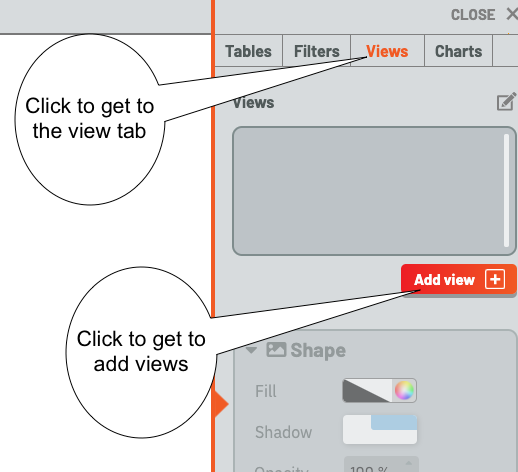 CLOSE
Tables Filters Views Charts
Click to get to
the view tab
Views
Add view
Click to get to
add views
Shape
Fill
Shadow
Opacity 100 %